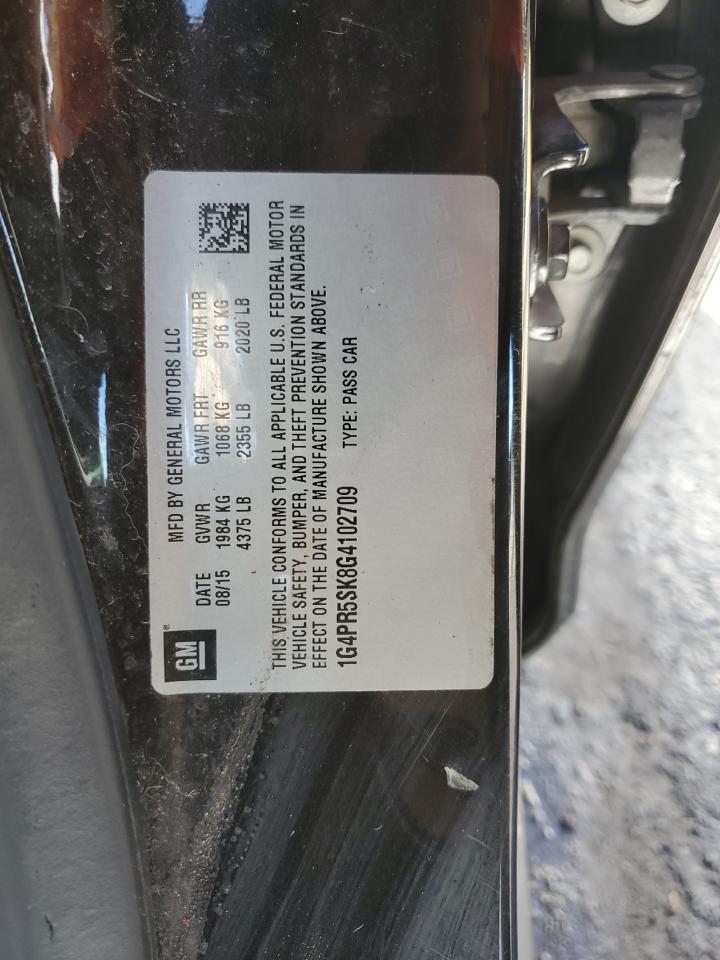 GM®
MFD BY GENERAL MOTORS LLC
DATE GVWR GAWR FRT GAWR RR
08/15 1984 KG 1068 KG 916 KG
4375 LB 2355 LB 2020 LB
THIS VEHICLE CONFORMS TO ALL APPLICABLE U.S. FEDERAL MOTOR
VEHICLE SAFETY, BUMPER, AND THEFT PREVENTION STANDARDS IN
EFFECT ON THE DATE OF MANUFACTURE SHOWN ABOVE.
1G4PR5SK8G4102709 TYPE: PASS CAR